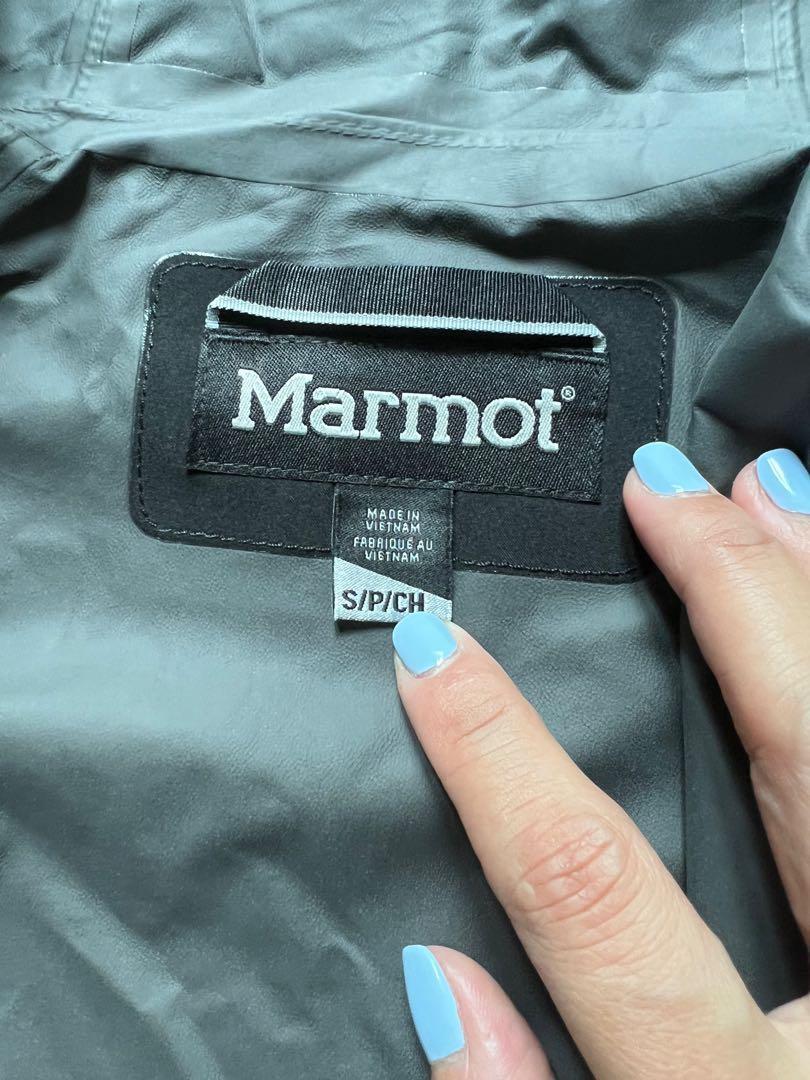 Marmot®
MADE IN
VIETNAM
FABRIQUÉ AU
VIETNAM
S/P/CH